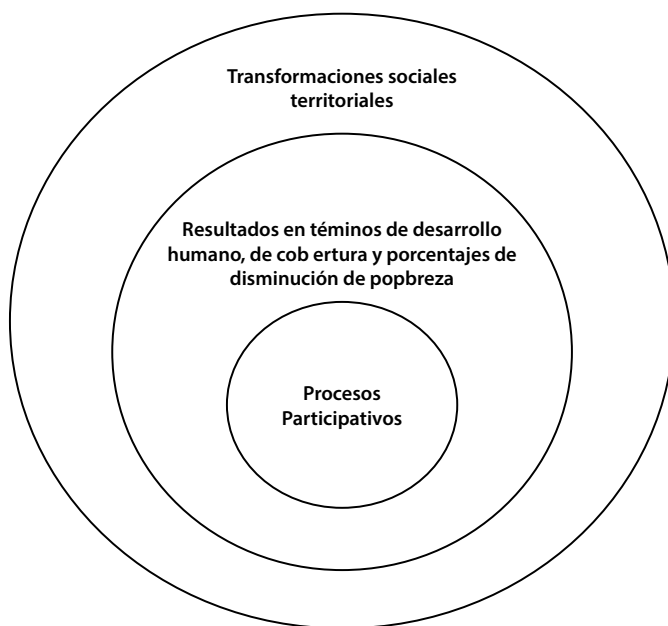 Transformaciones sociales
territoriales
Resultados en téminos de desarrollo
humano, de cob ertura y porcentajes de
disminución de popbreza
Procesos
Participativos